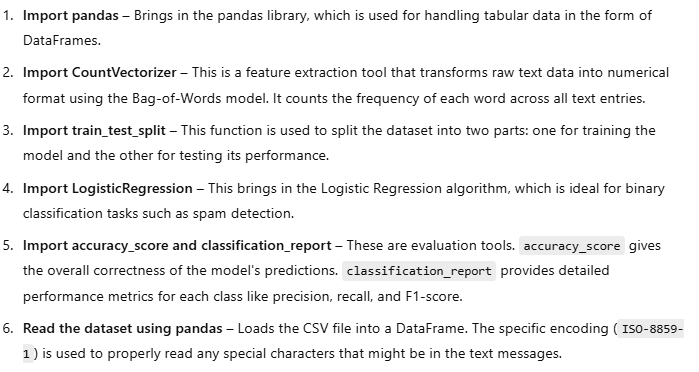 1. Import pandas – Brings in the pandas library, which is used for handling tabular data in the form of
DataFrames.
2. Import CountVectorizer – This is a feature extraction tool that transforms raw text data into numerical
format using the Bag-of-Words model. It counts the frequency of each word across all text entries.
3. Import train_test_split – This function is used to split the dataset into two parts: one for training the
model and the other for testing its performance.
4. Import LogisticRegression – This brings in the Logistic Regression algorithm, which is ideal for binary
classification tasks such as spam detection.
5. Import accuracy_score and classification_report – These are evaluation tools. accuracy_score gives
the overall correctness of the model's predictions. classification_report provides detailed
performance metrics for each class like precision, recall, and F1-score.
6. Read the dataset using pandas – Loads the CSV file into a DataFrame. The specific encoding ( ISO-8859-
1 ) is used to properly read any special characters that might be in the text messages.